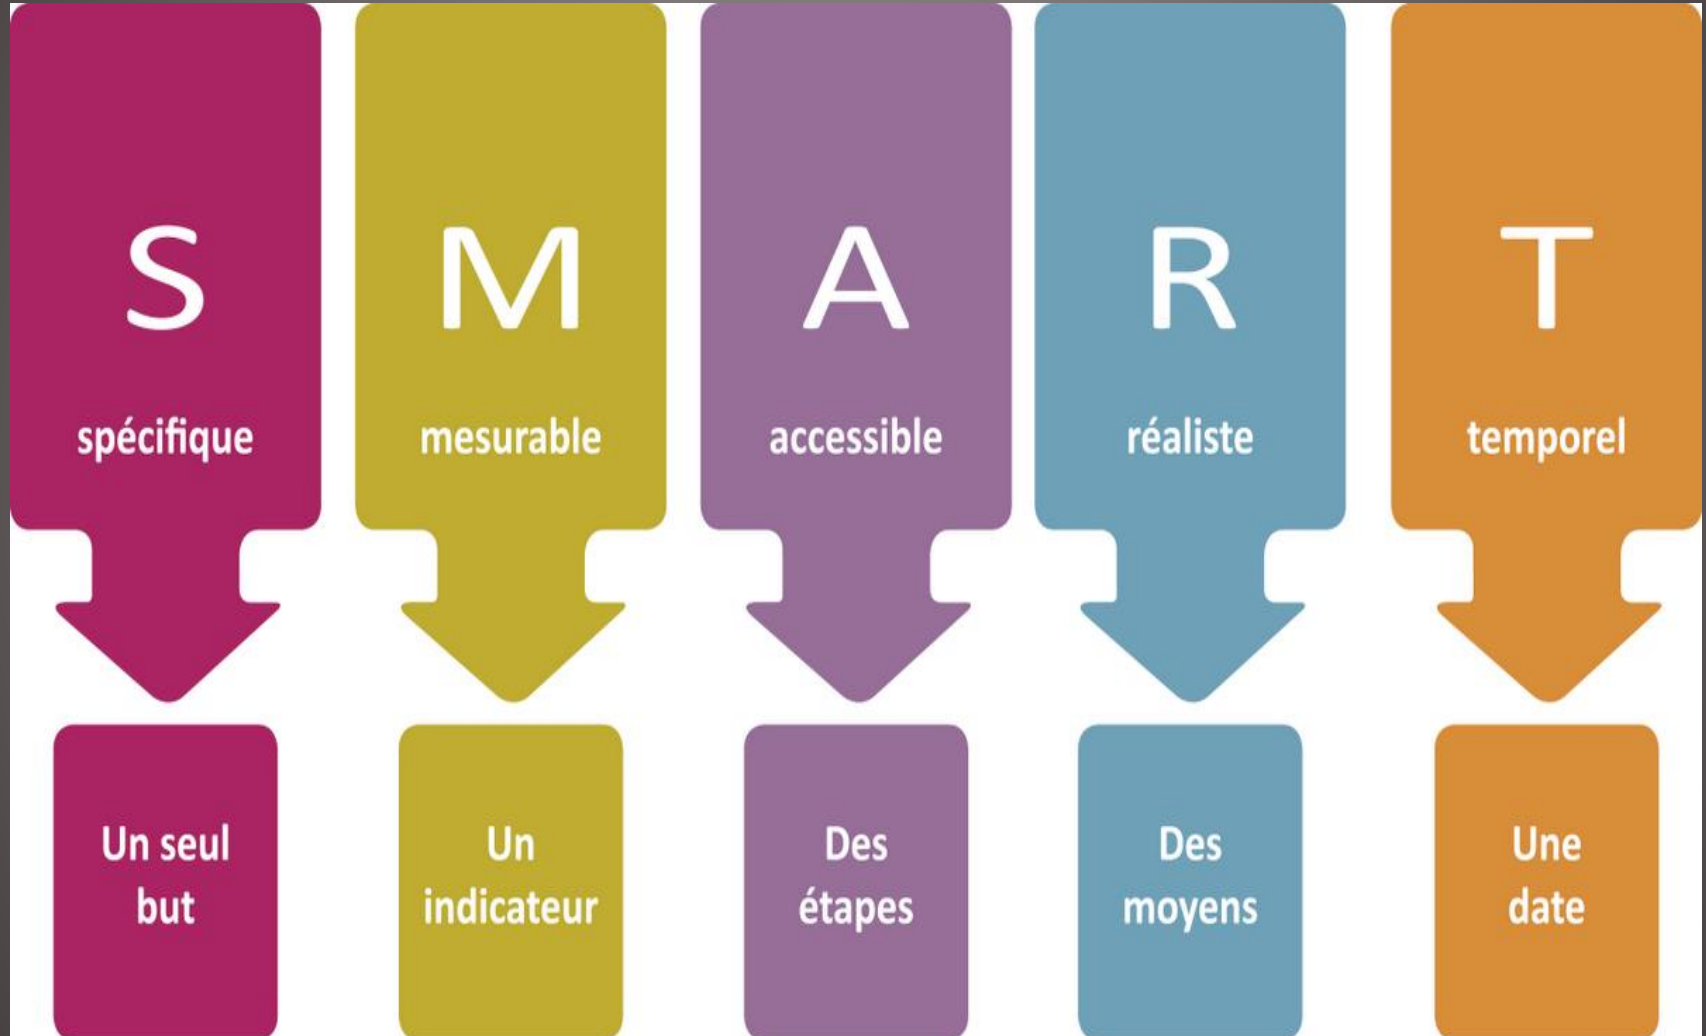 S
spécifique
Un seul
but
M
mesurable
Un
indicateur
A
accessible
Des
étapes
R
réaliste
Des
moyens
T
temporel
Une
date